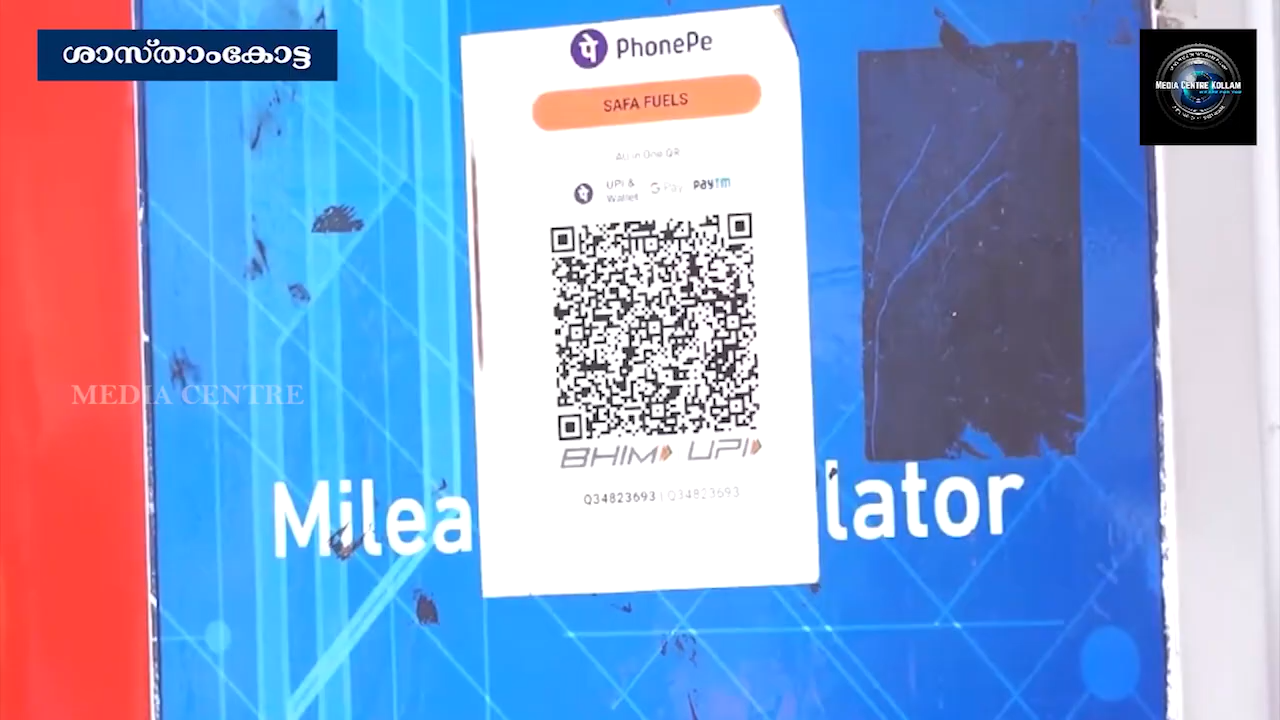 ശാസ്താംകോട്ട
MEDIA CENTRE KOLLAM
PhonePe
SAFA FUELS
All in One QR
UPI &
Wallet
G Pay
paytm
BHIM UPI
Q34823693 | Q34823693
MEDIA CENTRE
Milea
lator